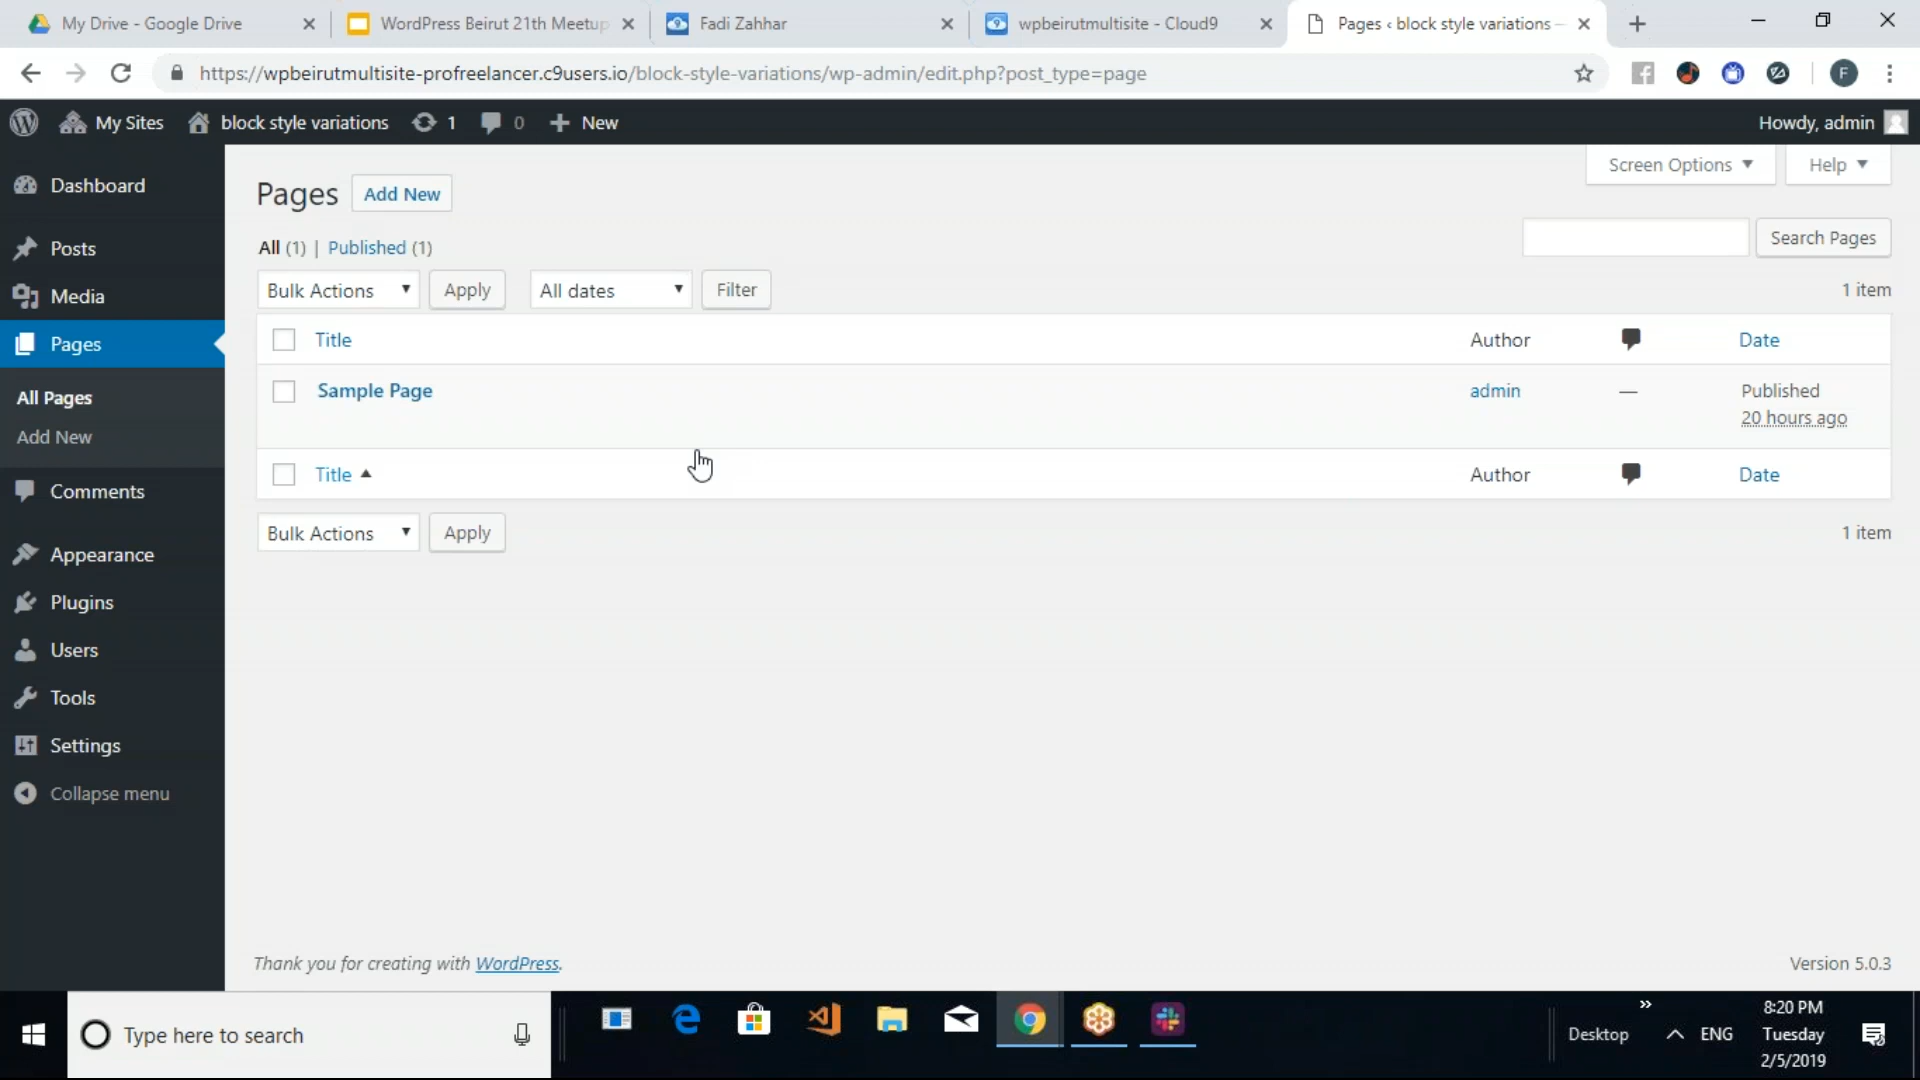 My Drive - Google Drive
WordPress Beirut 21th Meetup
Fadi Zahhar
wpbeirutmultisite - Cloud9
Pages ‹ block style variations —
https://wpbeirutmultisite-profreelancer.c9users.io/block-style-variations/wp-admin/edit.php?post_type=page
F
My Sites
block style variations
1
0
New
Howdy, admin
Dashboard
Posts
Media
Pages
All Pages
Add New
Comments
Appearance
Plugins
Users
Tools
Settings
Collapse menu
Screen Options
Help
Pages
Add New
All (1) | Published (1)
Search Pages
Bulk Actions
Apply
All dates
Filter
1 item
Title
Author
Date
Sample Page
admin
—
Published
20 hours ago
Title
Author
Date
Bulk Actions
Apply
1 item
Thank you for creating with WordPress.
Version 5.0.3
Type here to search
Desktop
ENG
8:20 PM
Tuesday
2/5/2019